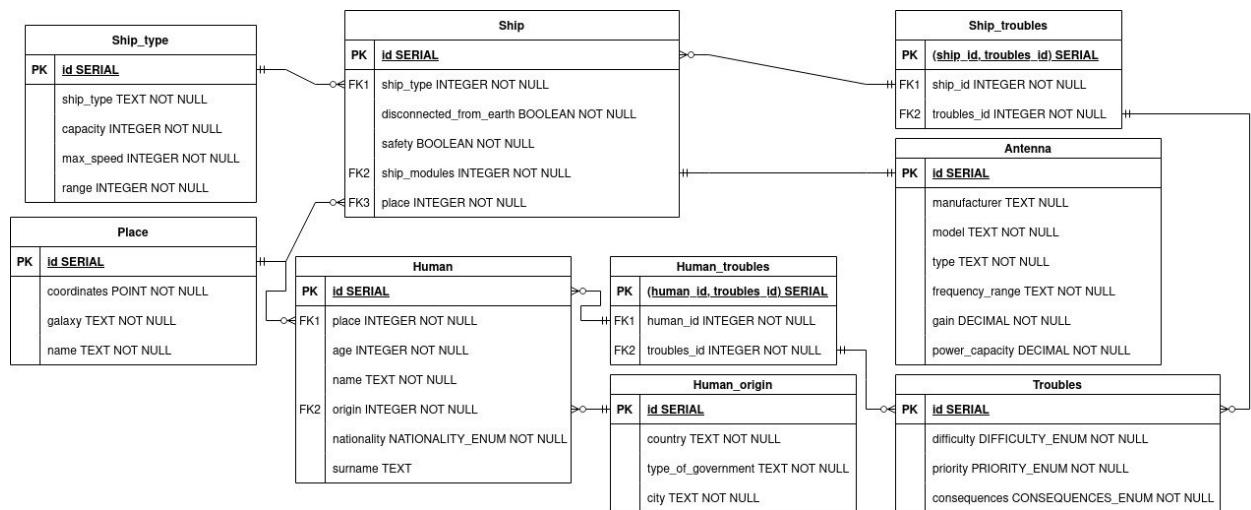 Ship_type
PK id SERIAL
ship_type TEXT NOT NULL
capacity INTEGER NOT NULL
max_speed INTEGER NOT NULL
range INTEGER NOT NULL
Ship
PK id SERIAL
FK1 ship_type INTEGER NOT NULL
disconnected_from_earth BOOLEAN NOT NULL
safety BOOLEAN NOT NULL
FK2 ship_modules INTEGER NOT NULL
FK3 place INTEGER NOT NULL
Ship_troubles
PK (ship_id, troubles_id) SERIAL
FK1 ship_id INTEGER NOT NULL
FK2 troubles_id INTEGER NOT NULL
Antenna
PK id SERIAL
manufacturer TEXT NULL
model TEXT NOT NULL
type TEXT NOT NULL
frequency_range TEXT NOT NULL
gain DECIMAL NOT NULL
power_capacity DECIMAL NOT NULL
Place
PK id SERIAL
coordinates POINT NOT NULL
galaxy TEXT NOT NULL
name TEXT NOT NULL
Human
PK id SERIAL
FK1 place INTEGER NOT NULL
age INTEGER NOT NULL
name TEXT NOT NULL
FK2 origin INTEGER NOT NULL
nationality NATIONALITY_ENUM NOT NULL
surname TEXT
Human_troubles
PK (human_id, troubles_id) SERIAL
FK1 human_id INTEGER NOT NULL
FK2 troubles_id INTEGER NOT NULL
Human_origin
PK id SERIAL
country TEXT NOT NULL
type_of_government TEXT NOT NULL
city TEXT NOT NULL
Troubles
PK id SERIAL
difficulty DIFFICULTY_ENUM NOT NULL
priority PRIORITY_ENUM NOT NULL
consequences CONSEQUENCES_ENUM NOT NULL